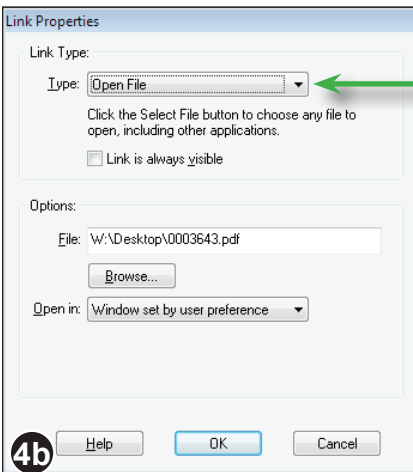 Link Properties
Link Type:
Type: Open File
Click the Select File button to choose any file to
open, including other applications.
Link is always visible
Options:
File: W:\Desktop\0003643.pdf
Browse...
Open in: Window set by user preference
4b Help OK Cancel